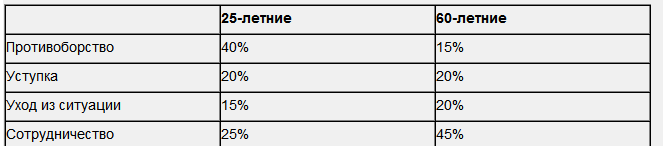 25-летние 60-летние
Противоборство 40% 15%
Уступка 20% 20%
Уход из ситуации 15% 20%
Сотрудничество 25% 45%